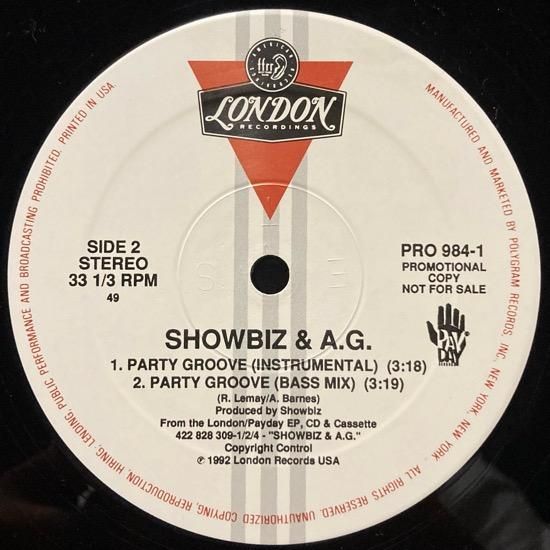 AMERICAN RECORDINGS
ffrr
LONDON
RECORDINGS
SIDE 2
STEREO
33 1/3 RPM
49
PRO 984-1
PROMOTIONAL
COPY
NOT FOR SALE
PAY
DAY
SHOWBIZ & A.G.
1. PARTY GROOVE (INSTRUMENTAL) (3:18)
2. PARTY GROOVE (BASS MIX) (3:19)
(R. Lemay/A. Barnes)
Produced by Showbiz
From the London/Payday EP, CD & Cassette
422 828 309-1/2/4 - "SHOWBIZ & A.G."
Copyright Control
℗ 1992 London Records USA
MANUFACTURED AND MARKETED BY POLYGRAM RECORDS, INC. NEW YORK, NEW YORK. ALL RIGHTS RESERVED. UNAUTHORIZED COPYING, REPRODUCTION, HIRING, LENDING, PUBLIC PERFORMANCE AND BROADCASTING PROHIBITED. PRINTED IN USA.